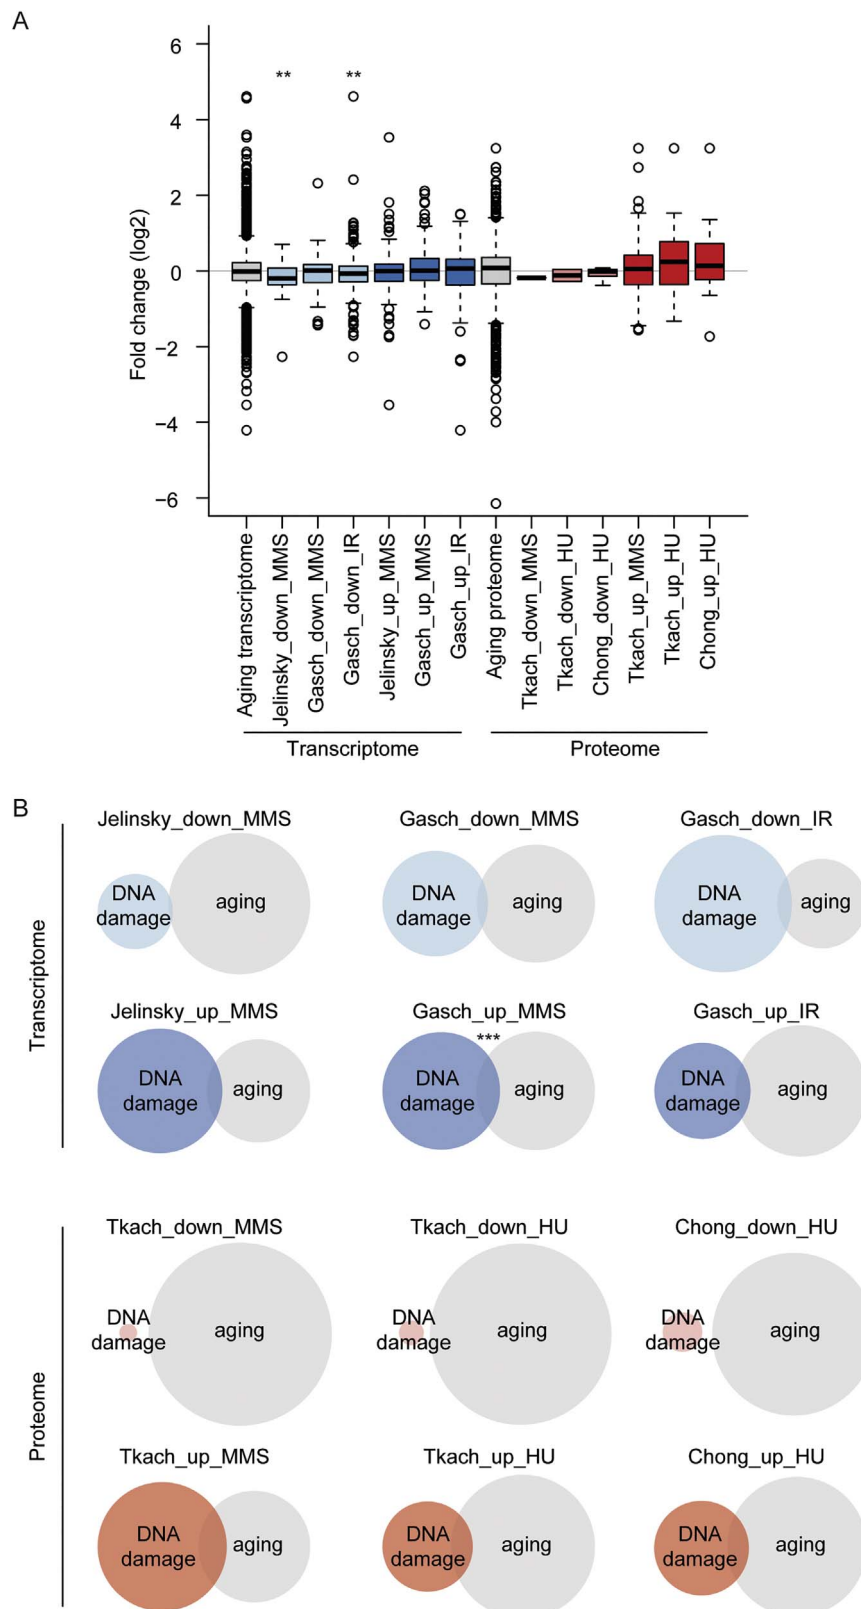 A
6
4
2
0
−2
−4
−6
Fold change (log2)
** **
Aging transcriptome
Jelinsky_down_MMS
Gasch_down_MMS
Gasch_down_IR
Jelinsky_up_MMS
Gasch_up_MMS
Gasch_up_IR
Aging proteome
Tkach_down_MMS
Tkach_down_HU
Chong_down_HU
Tkach_up_MMS
Tkach_up_HU
Chong_up_HU
Transcriptome Proteome
B
Transcriptome
Jelinsky_down_MMS Gasch_down_MMS Gasch_down_IR
DNA DNA DNA
damage aging damage aging damage aging
Jelinsky_up_MMS Gasch_up_MMS Gasch_up_IR
***
DNA DNA DNA
damage aging damage aging damage aging
Proteome
Tkach_down_MMS Tkach_down_HU Chong_down_HU
DNA DNA DNA
damage aging damage aging damage aging
Tkach_up_MMS Tkach_up_HU Chong_up_HU
DNA DNA DNA
damage aging damage aging damage aging